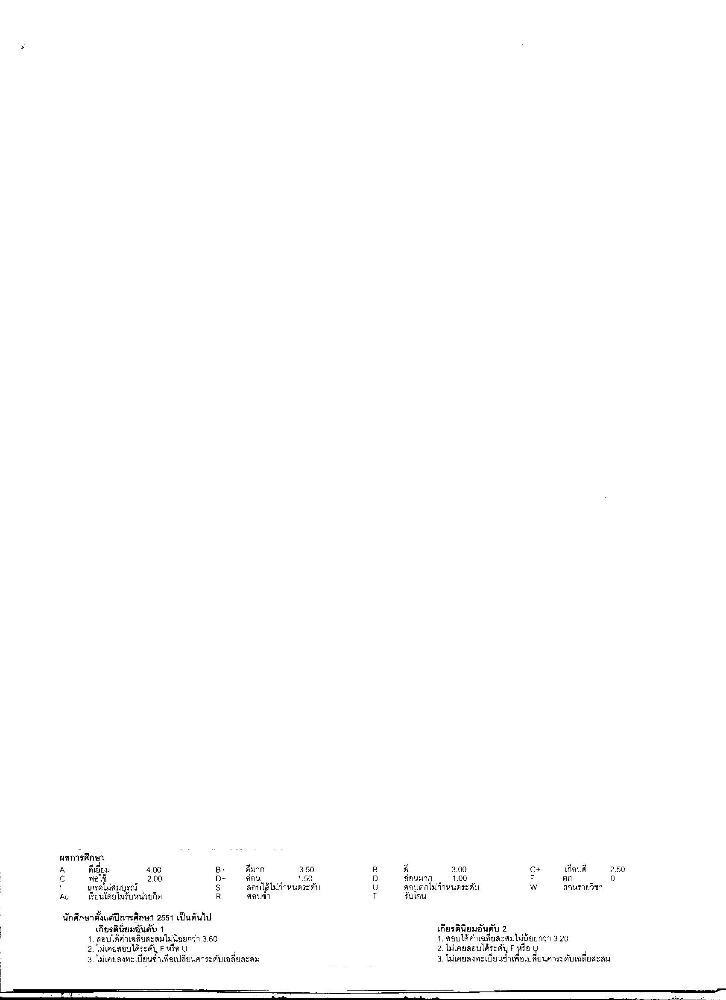 ผลการศึกษา
A ดีเยี่ยม 4.00 B+ ดีมาก 3.50 B ดี 3.00 C+ เกือบดี 2.50
C พอใช้ 2.00 D+ อ่อน 1.50 D อ่อนมาก 1.00 F ตก 0
I เกรดไม่สมบูรณ์ S สอบได้ไม่กำหนดระดับ U สอบตกไม่กำหนดระดับ W ถอนรายวิชา
Au เรียนโดยไม่รับหน่วยกิต R สอบซ้ำ T รับโอน
นักศึกษาตั้งแต่ปีการศึกษา 2551 เป็นต้นไป
เกียรตินิยมอันดับ 1 เกียรตินิยมอันดับ 2
1. สอบได้ค่าเฉลี่ยสะสมไม่น้อยกว่า 3.60 1. สอบได้ค่าเฉลี่ยสะสมไม่น้อยกว่า 3.20
2. ไม่เคยสอบได้ระดับ F หรือ U 2. ไม่เคยสอบได้ระดับ F หรือ U
3. ไม่เคยลงทะเบียนซ้ำเพื่อเปลี่ยนค่าระดับเฉลี่ยสะสม 3. ไม่เคยลงทะเบียนซ้ำเพื่อเปลี่ยนค่าระดับเฉลี่ยสะสม